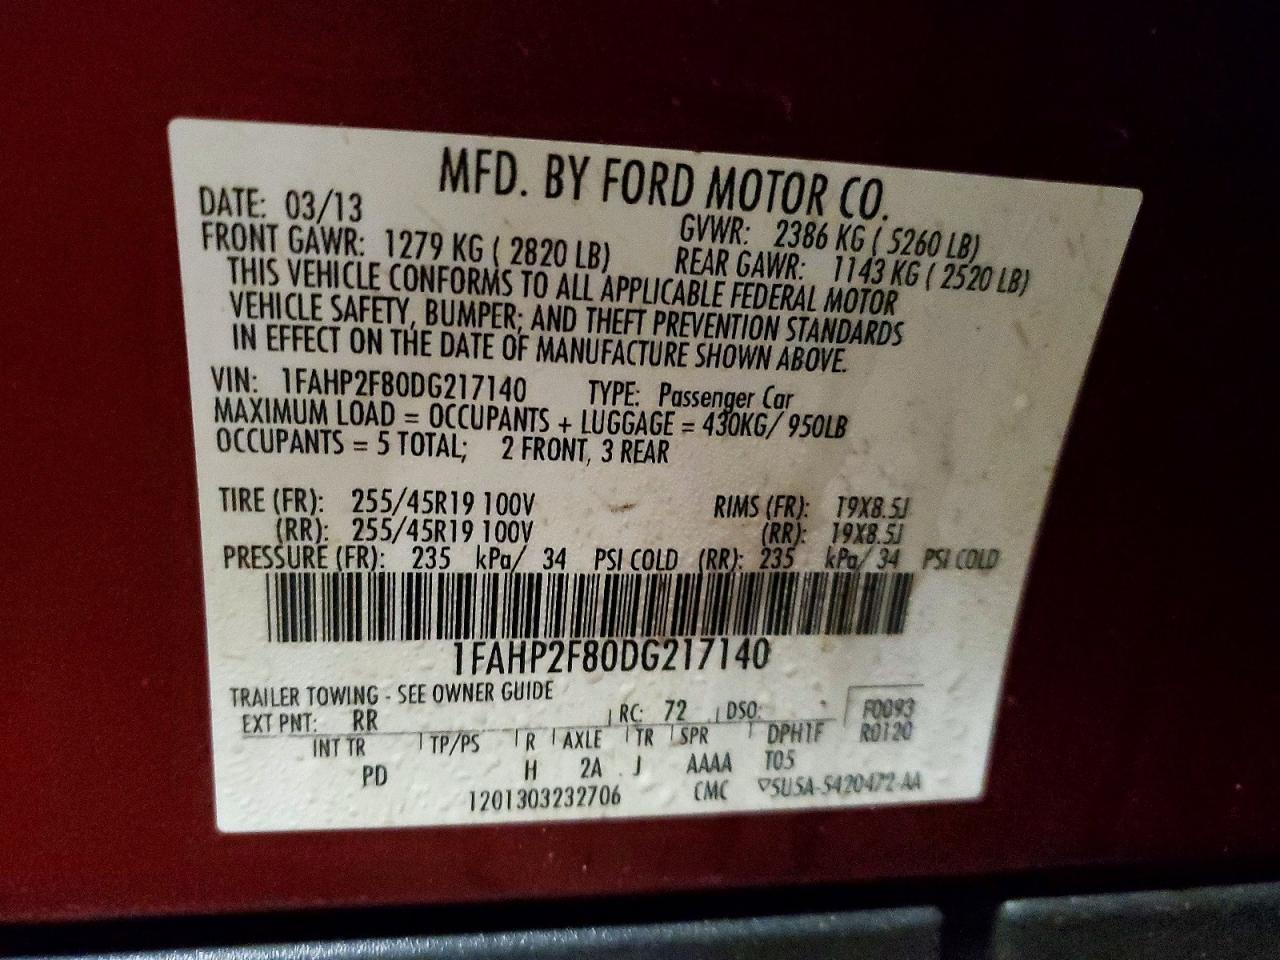 MFD. BY FORD MOTOR CO.
DATE: 03/13 GVWR: 2386 KG ( 5260 LB)
FRONT GAWR: 1279 KG ( 2820 LB) REAR GAWR: 1143 KG ( 2520 LB)
THIS VEHICLE CONFORMS TO ALL APPLICABLE FEDERAL MOTOR
VEHICLE SAFETY, BUMPER, AND THEFT PREVENTION STANDARDS
IN EFFECT ON THE DATE OF MANUFACTURE SHOWN ABOVE.
VIN: 1FAHP2F80DG217140 TYPE: Passenger Car
MAXIMUM LOAD = OCCUPANTS + LUGGAGE = 430KG/ 950LB
OCCUPANTS = 5 TOTAL; 2 FRONT, 3 REAR
TIRE (FR): 255/45R19 100V RIMS (FR): 19X8.5J
(RR): 255/45R19 100V (RR): 19X8.5J
PRESSURE (FR): 235 kPa/ 34 PSI COLD (RR): 235 kPa/ 34 PSI COLD
1FAHP2F80DG217140
TRAILER TOWING - SEE OWNER GUIDE
EXT PNT: RR RC: 72 DSO: F0093
INT TR TP/PS R AXLE TR SPR DPH1F R0120
PD H 2A J AAAA T05
1201303232706 CMC ▽5U5A-5420472-AA